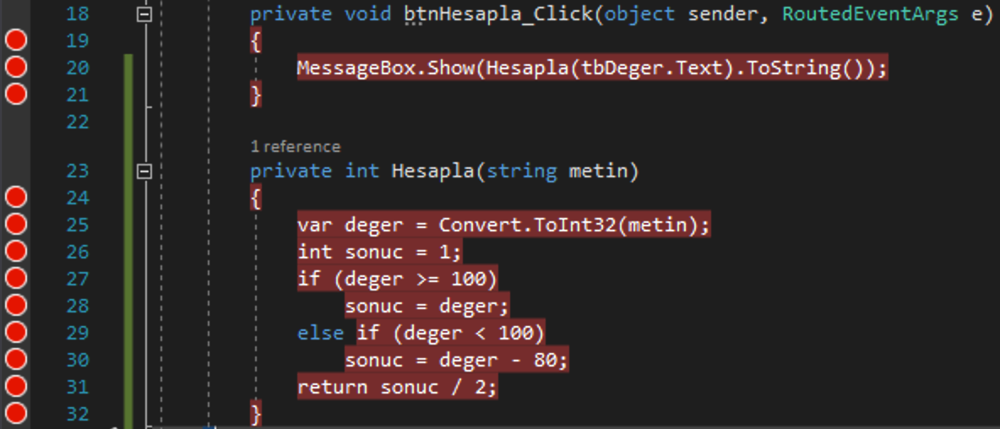 18 private void btnHesapla_Click(object sender, RoutedEventArgs e)
19 {
20 MessageBox.Show(Hesapla(tbDeger.Text).ToString());
21 }
22
1 reference
23 private int Hesapla(string metin)
24 {
25 var deger = Convert.ToInt32(metin);
26 int sonuc = 1;
27 if (deger >= 100)
28 sonuc = deger;
29 else if (deger < 100)
30 sonuc = deger - 80;
31 return sonuc / 2;
32 }